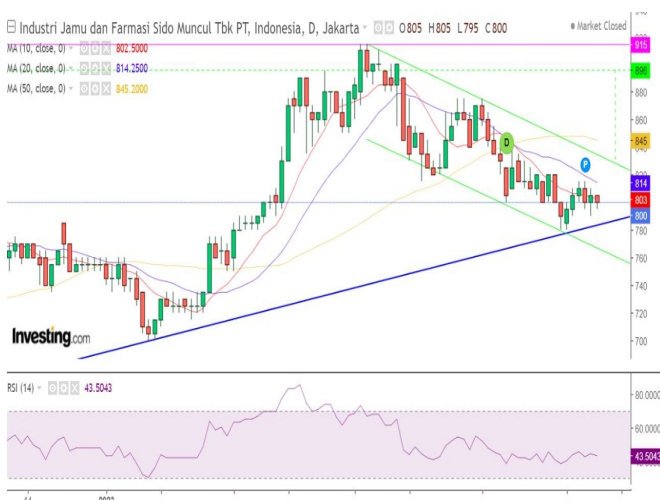 Industri Jamu dan Farmasi Sido Muncul Tbk PT, Indonesia, D, Jakarta O805 H805 L795 C800 Market Closed
MA (10, close, 0) 802.5000
MA (20, close, 0) 814.2500
MA (50, close, 0) 845.2000
915
896
880
860
845
D
P
820
814
803
800
780
760
740
720
700
Investing.com
RSI (14) 43.5043
80.0000
60.0000
43.5043